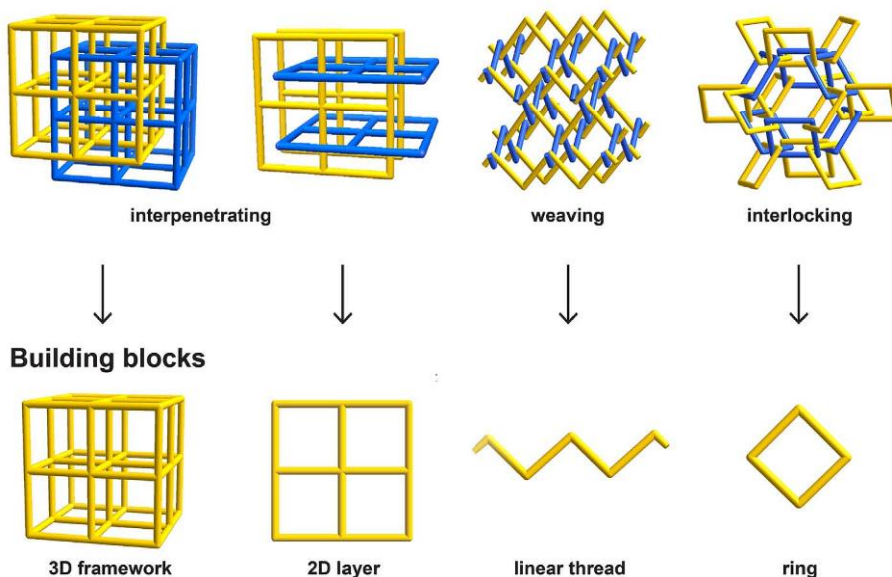 interpenetrating weaving interlocking
Building blocks
3D framework 2D layer linear thread ring